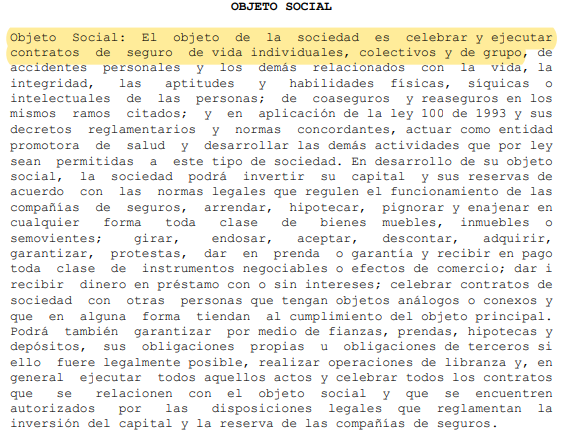 OBJETO SOCIAL
Objeto Social: El objeto de la sociedad es celebrar y ejecutar
contratos de seguro de vida individuales, colectivos y de grupo, de
accidentes personales y los demás relacionados con la vida, la
integridad, las aptitudes y habilidades físicas, síquicas o
intelectuales de las personas; de coaseguros y reaseguros en los
mismos ramos citados; y en aplicación de la ley 100 de 1993 y sus
decretos reglamentarios y normas concordantes, actuar como entidad
promotora de salud y desarrollar las demás actividades que por ley
sean permitidas a este tipo de sociedad. En desarrollo de su objeto
social, la sociedad podrá invertir su capital y sus reservas de
acuerdo con las normas legales que regulen el funcionamiento de las
compañías de seguros, arrendar, hipotecar, pignorar y enajenar en
cualquier forma toda clase de bienes muebles, inmuebles o
semovientes; girar, endosar, aceptar, descontar, adquirir,
garantizar, protestas, dar en prenda o garantía y recibir en pago
toda clase de instrumentos negociables o efectos de comercio; dar i
recibir dinero en préstamo con o sin intereses; celebrar contratos de
sociedad con otras personas que tengan objetos análogos o conexos y
que en alguna forma tiendan al cumplimiento del objeto principal.
Podrá también garantizar por medio de fianzas, prendas, hipotecas y
depósitos, sus obligaciones propias u obligaciones de terceros si
ello fuere legalmente posible, realizar operaciones de libranza y, en
general ejecutar todos aquellos actos y celebrar todos los contratos
que se relacionen con el objeto social y que se encuentren
autorizados por las disposiciones legales que reglamentan la
inversión del capital y la reserva de las compañías de seguros.